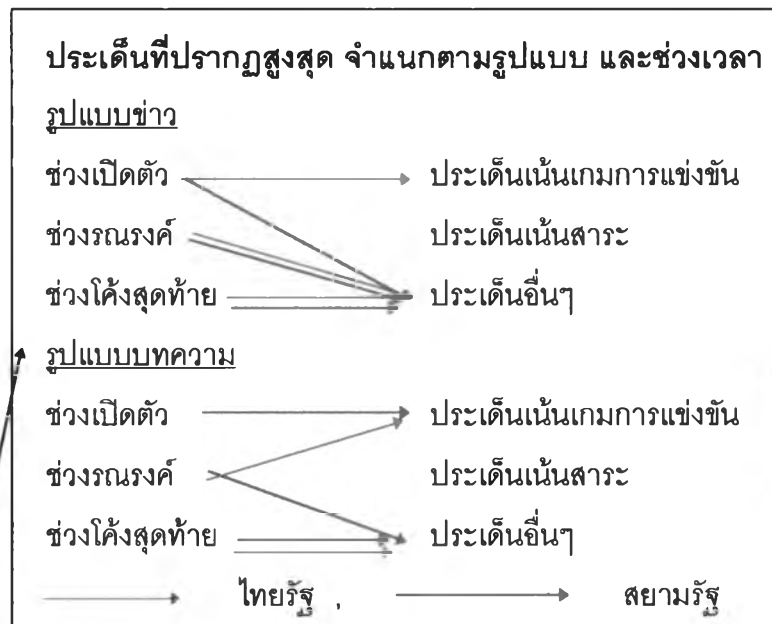 ประเด็นที่ปรากฏสูงสุด จำแนกตามรูปแบบ และช่วงเวลา
รูปแบบข่าว
ช่วงเปิดตัว ประเด็นเน้นเกมการแข่งขัน
ช่วงรณรงค์ ประเด็นเน้นสาระ
ช่วงโค้งสุดท้าย ประเด็นอื่นๆ
รูปแบบบทความ
ช่วงเปิดตัว ประเด็นเน้นเกมการแข่งขัน
ช่วงรณรงค์ ประเด็นเน้นสาระ
ช่วงโค้งสุดท้าย ประเด็นอื่นๆ
ไทยรัฐ , สยามรัฐ